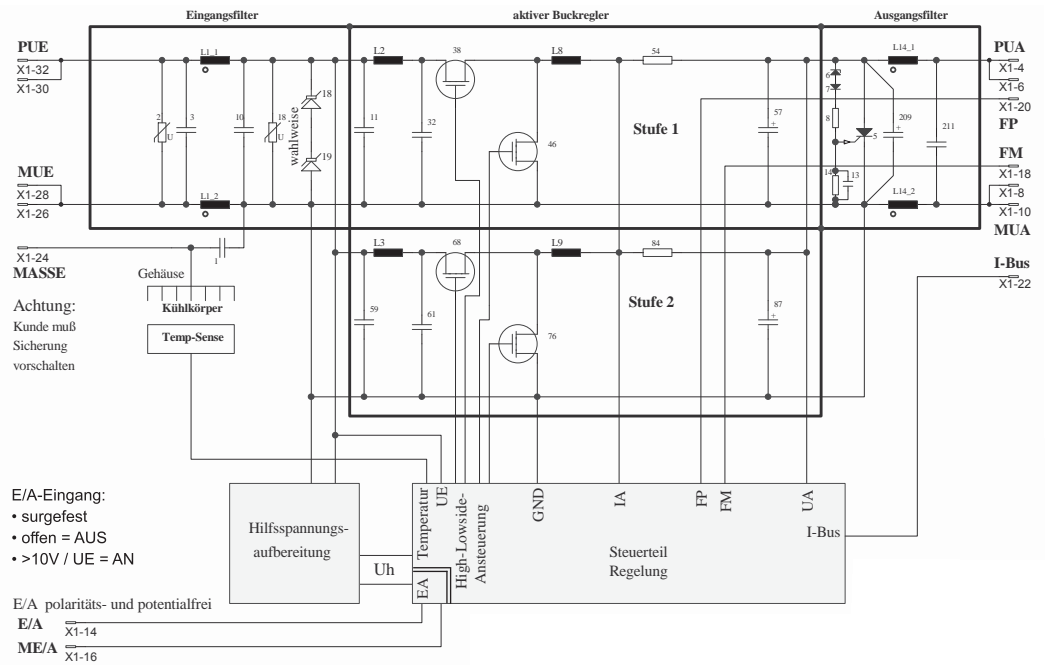 Eingangsfilter
aktiver Buckregler
Ausgangsfilter
PUE
X1-32
X1-30
L1_1
L2
38
L8
54
L14_1
PUA
X1-4
X1-6
X1-20
FP
2
U
3
10
18
U
wahlweise
18
19
11
32
46
Stufe 1
57
+
6
7
8
5
209
+
211
14
13
FM
X1-18
X1-8
X1-10
MUA
MUE
X1-28
X1-26
L1_2
L14_2
X1-24
MASSE
1
Gehäuse
Kühlkörper
Temp-Sense
Achtung:
Kunde muß
Sicherung
vorschalten
L3
68
L9
84
59
61
76
Stufe 2
87
+
I-Bus
X1-22
E/A-Eingang:
• surgefest
• offen = AUS
• >10V / UE = AN
Hilfsspannungs-
aufbereitung
Uh
Temperatur
UE
High-Lowside-
Ansteuerung
GND
IA
FP
FM
UA
I-Bus
EA
Steuerteil
Regelung
E/A polaritäts- und potentialfrei
E/A
X1-14
ME/A
X1-16